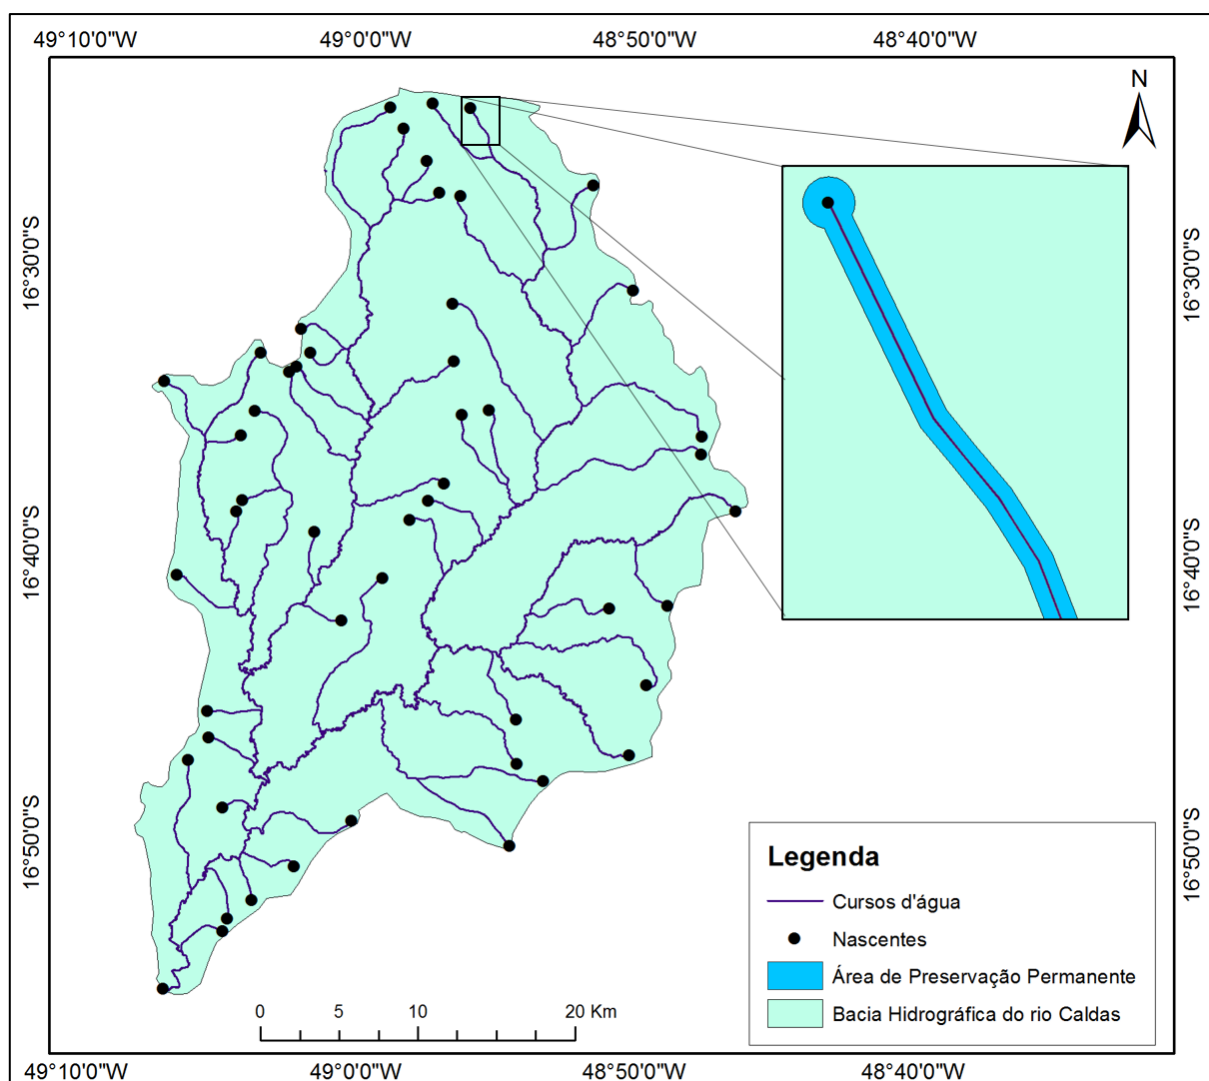 49°10'0"W 49°0'0"W 48°50'0"W 48°40'0"W
N
16°30'0"S 16°30'0"S
16°40'0"S 16°40'0"S
16°50'0"S 16°50'0"S
Legenda
Cursos d'água
Nascentes
Área de Preservação Permanente
Bacia Hidrográfica do rio Caldas
0 5 10 20 Km
49°10'0"W 49°0'0"W 48°50'0"W 48°40'0"W